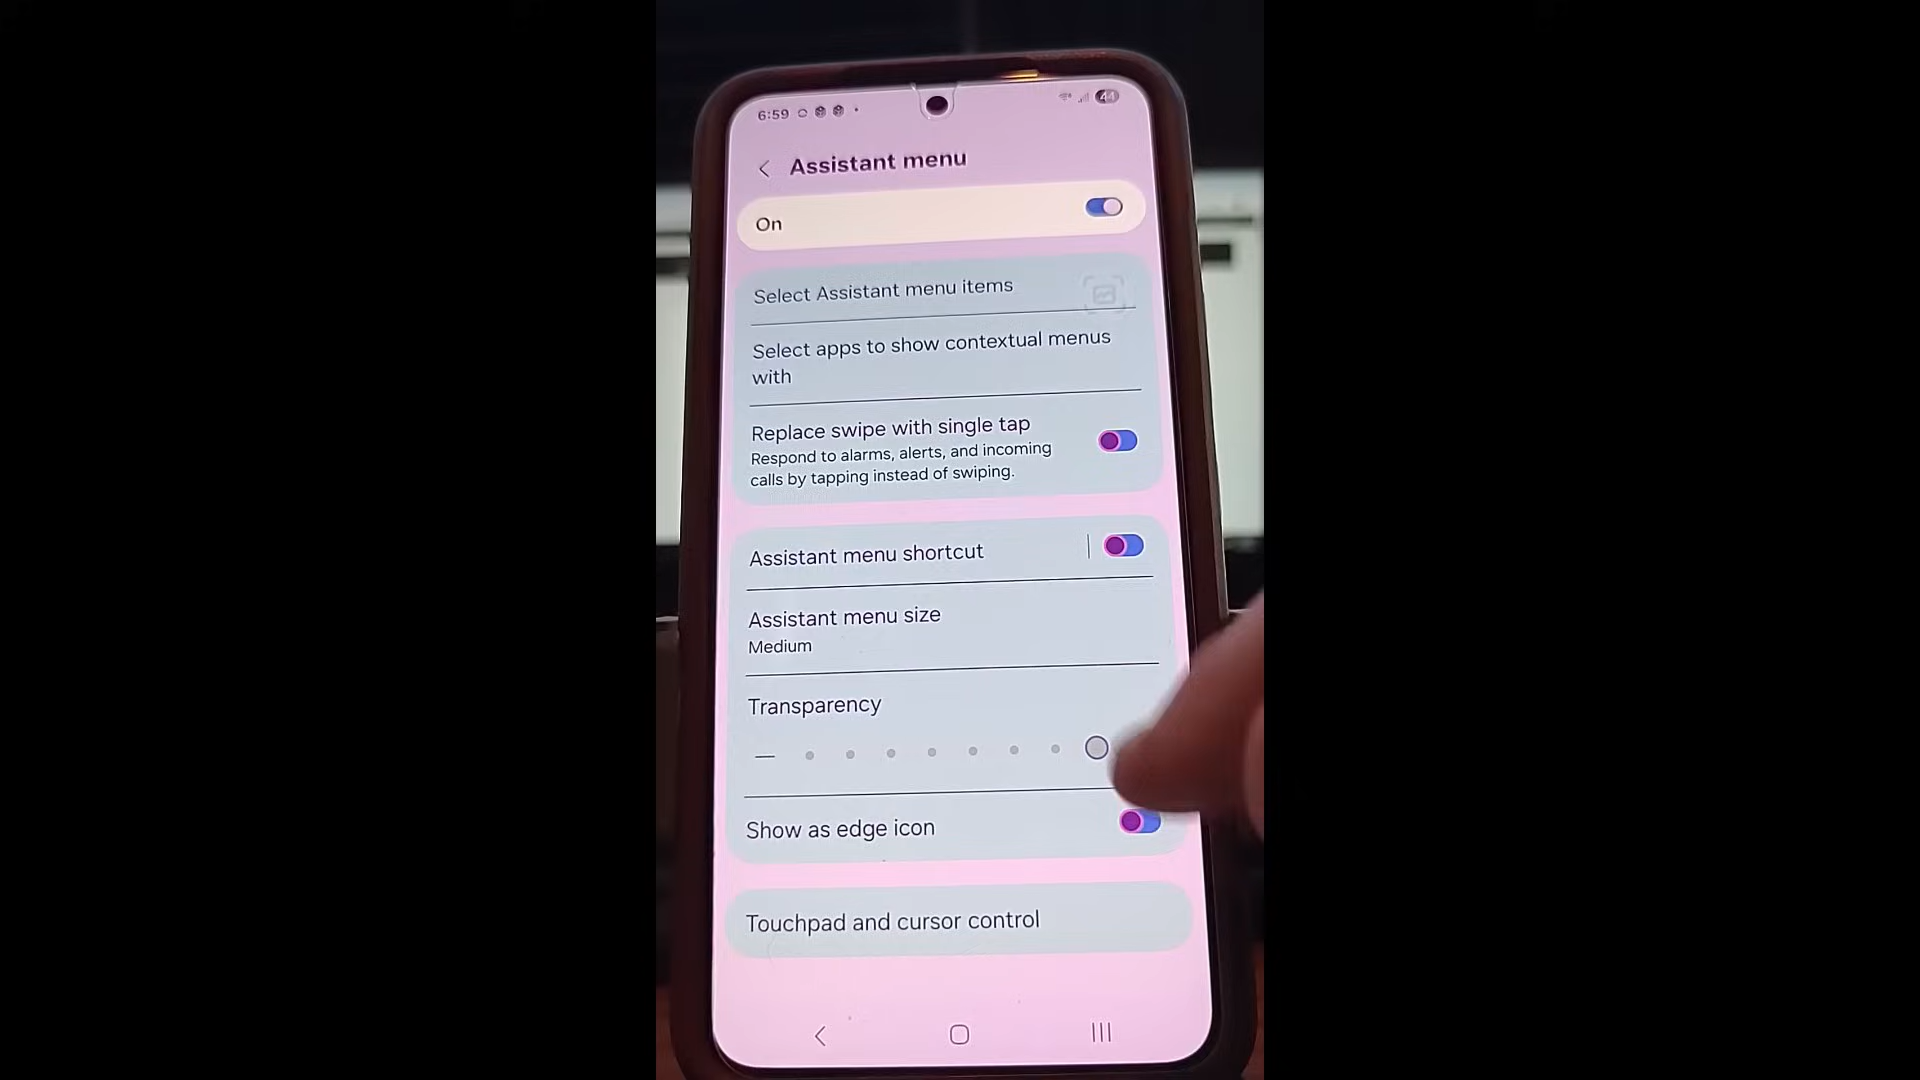 6:59
44
Assistant menu
On
Select Assistant menu items
Select apps to show contextual menus
with
Replace swipe with single tap
Respond to alarms, alerts, and incoming
calls by tapping instead of swiping.
Assistant menu shortcut
Assistant menu size
Medium
Transparency
Show as edge icon
Touchpad and cursor control